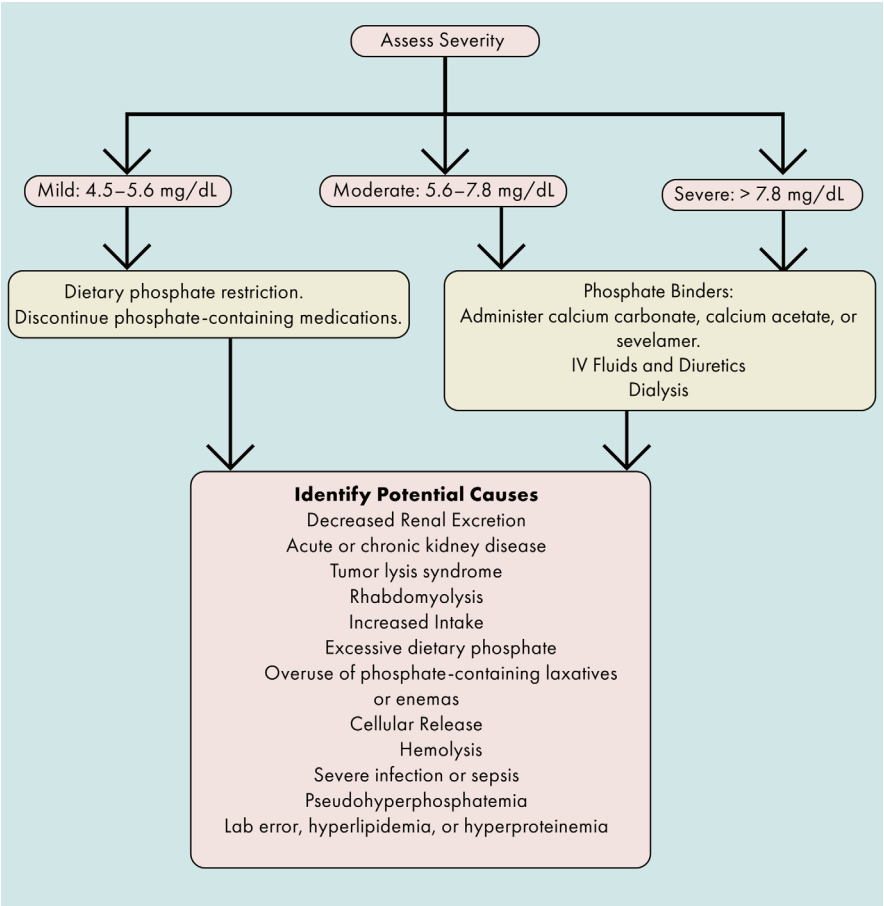 Assess Severity
Mild: 4.5–5.6 mg/dL
Moderate: 5.6–7.8 mg/dL
Severe: > 7.8 mg/dL
Dietary phosphate restriction.
Discontinue phosphate-containing medications.
Phosphate Binders:
Administer calcium carbonate, calcium acetate, or
sevelamer.
IV Fluids and Diuretics
Dialysis
Identify Potential Causes
Decreased Renal Excretion
Acute or chronic kidney disease
Tumor lysis syndrome
Rhabdomyolysis
Increased Intake
Excessive dietary phosphate
Overuse of phosphate-containing laxatives
or enemas
Cellular Release
Hemolysis
Severe infection or sepsis
Pseudohyperphosphatemia
Lab error, hyperlipidemia, or hyperproteinemia